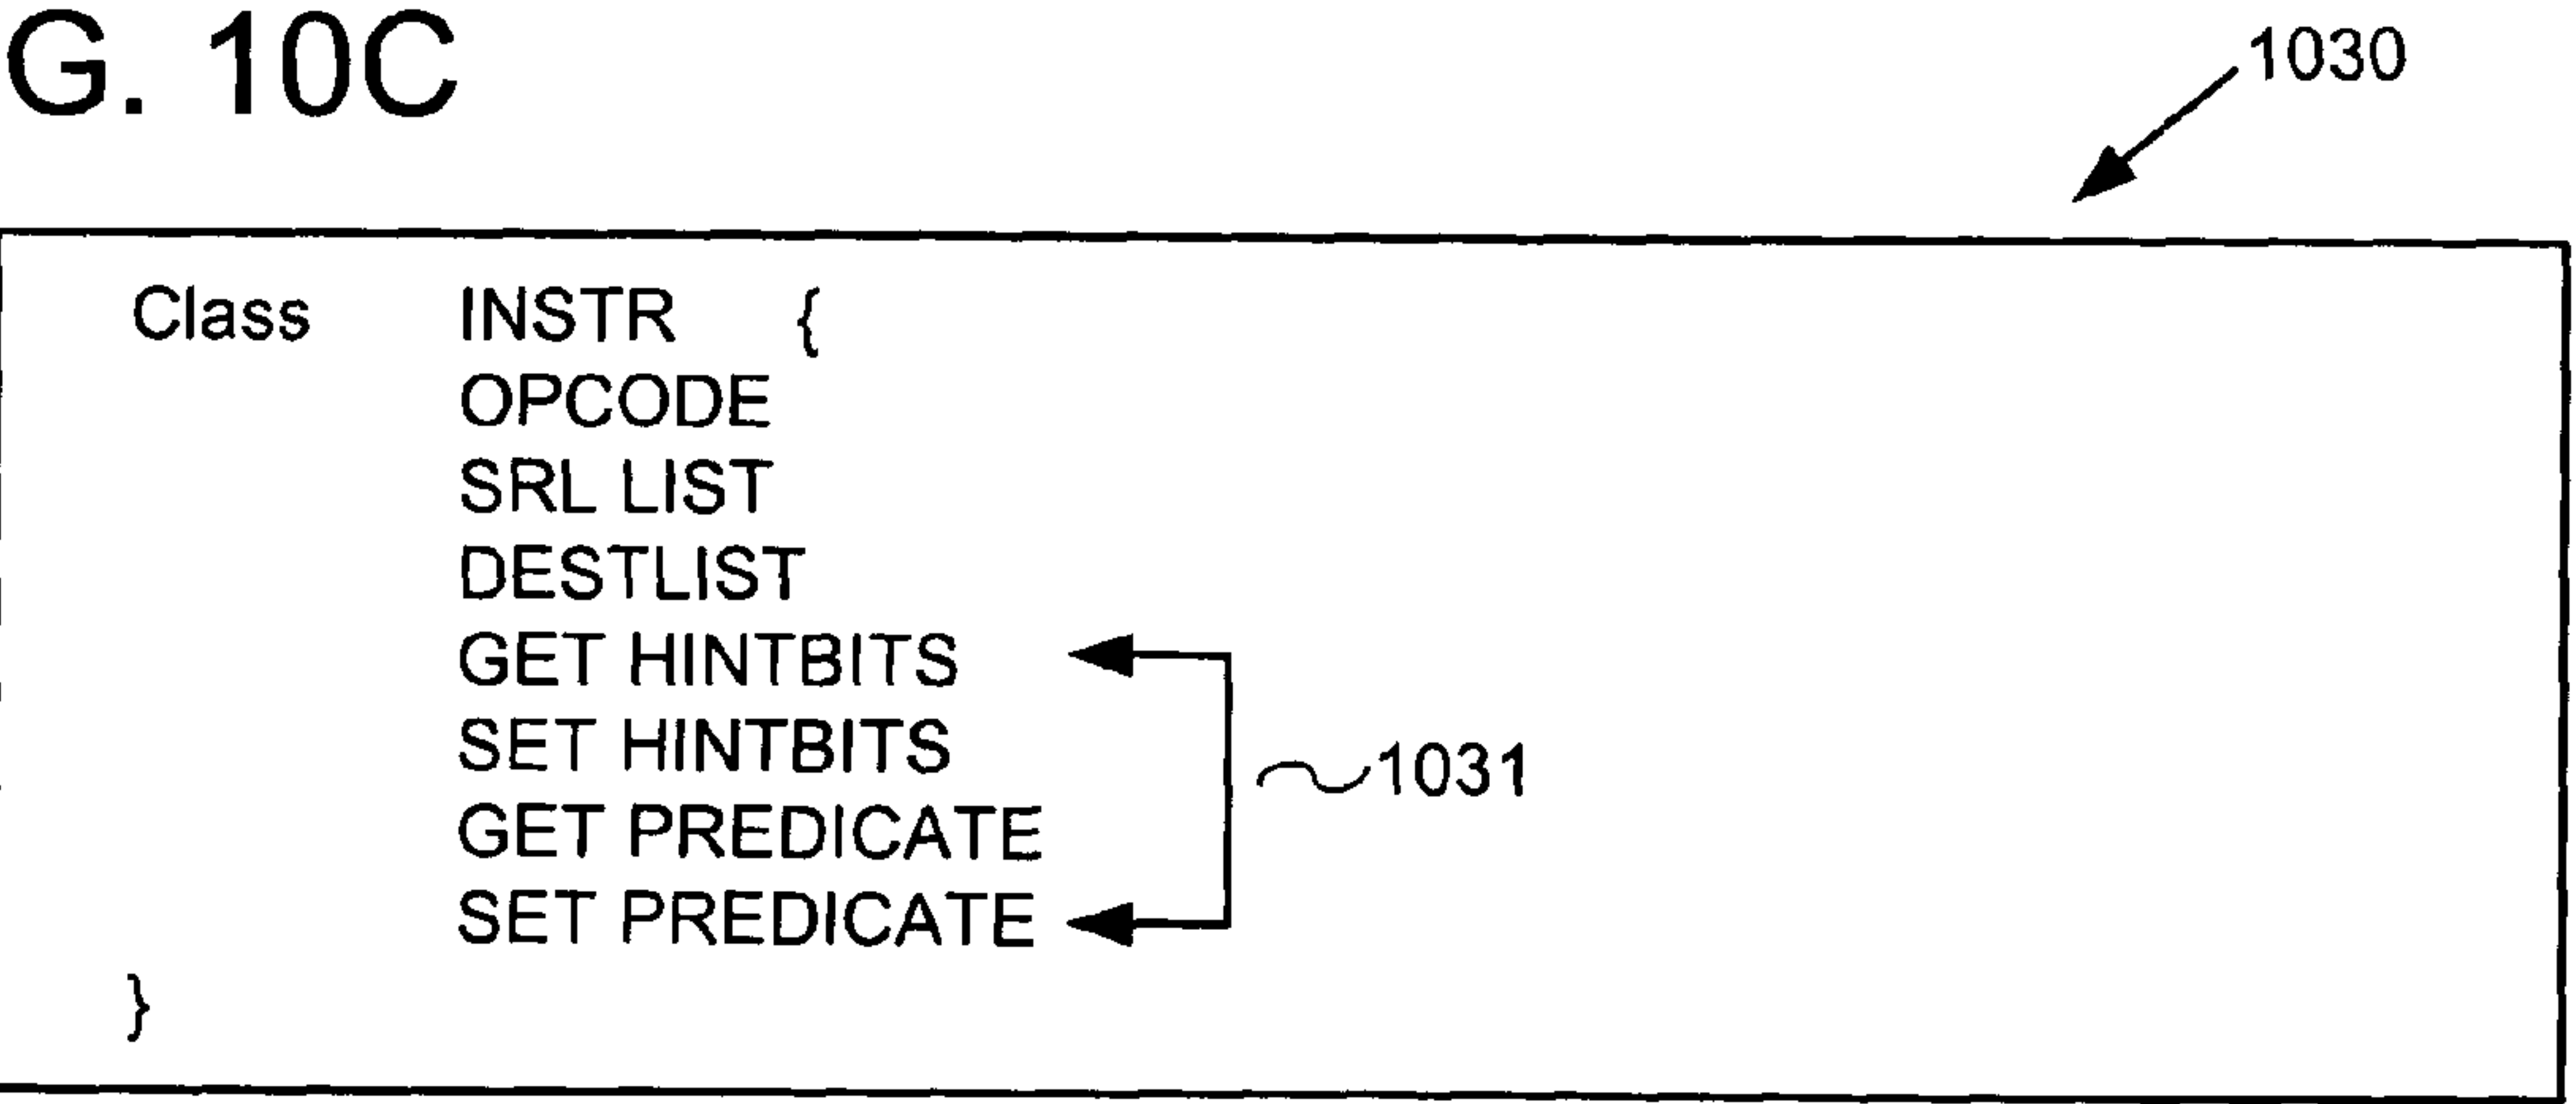 G. 10C
1030
Class INSTR {
OPCODE
SRL LIST
DESTLIST
GET HINTBITS
SET HINTBITS
1031
GET PREDICATE
SET PREDICATE
}